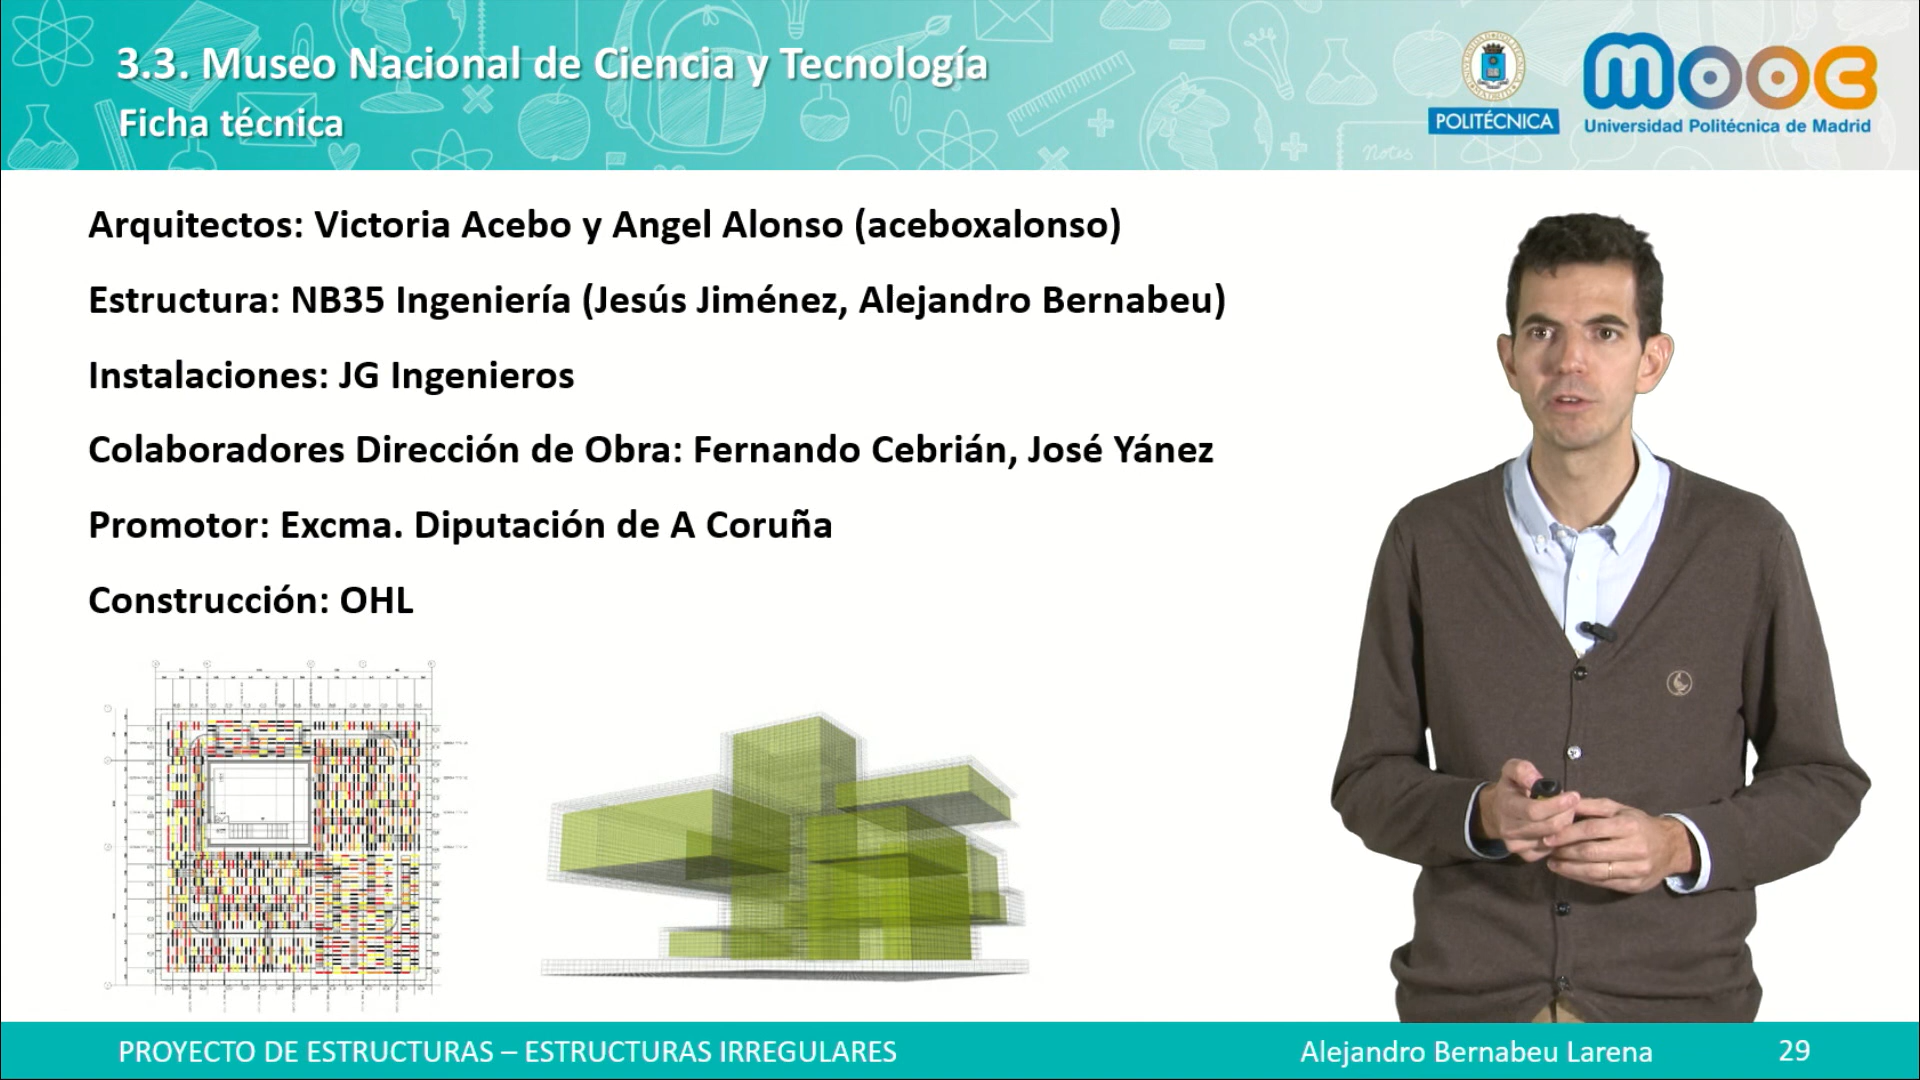 3.3. Museo Nacional de Ciencia y Tecnología
Ficha técnica
POLITÉCNICA
mooc
Universidad Politécnica de Madrid
Notes
Arquitectos: Victoria Acebo y Angel Alonso (aceboxalonso)
Estructura: NB35 Ingeniería (Jesús Jiménez, Alejandro Bernabeu)
Instalaciones: JG Ingenieros
Colaboradores Dirección de Obra: Fernando Cebrián, José Yánez
Promotor: Excma. Diputación de A Coruña
Construcción: OHL
PROYECTO DE ESTRUCTURAS – ESTRUCTURAS IRREGULARES
Alejandro Bernabeu Larena
29